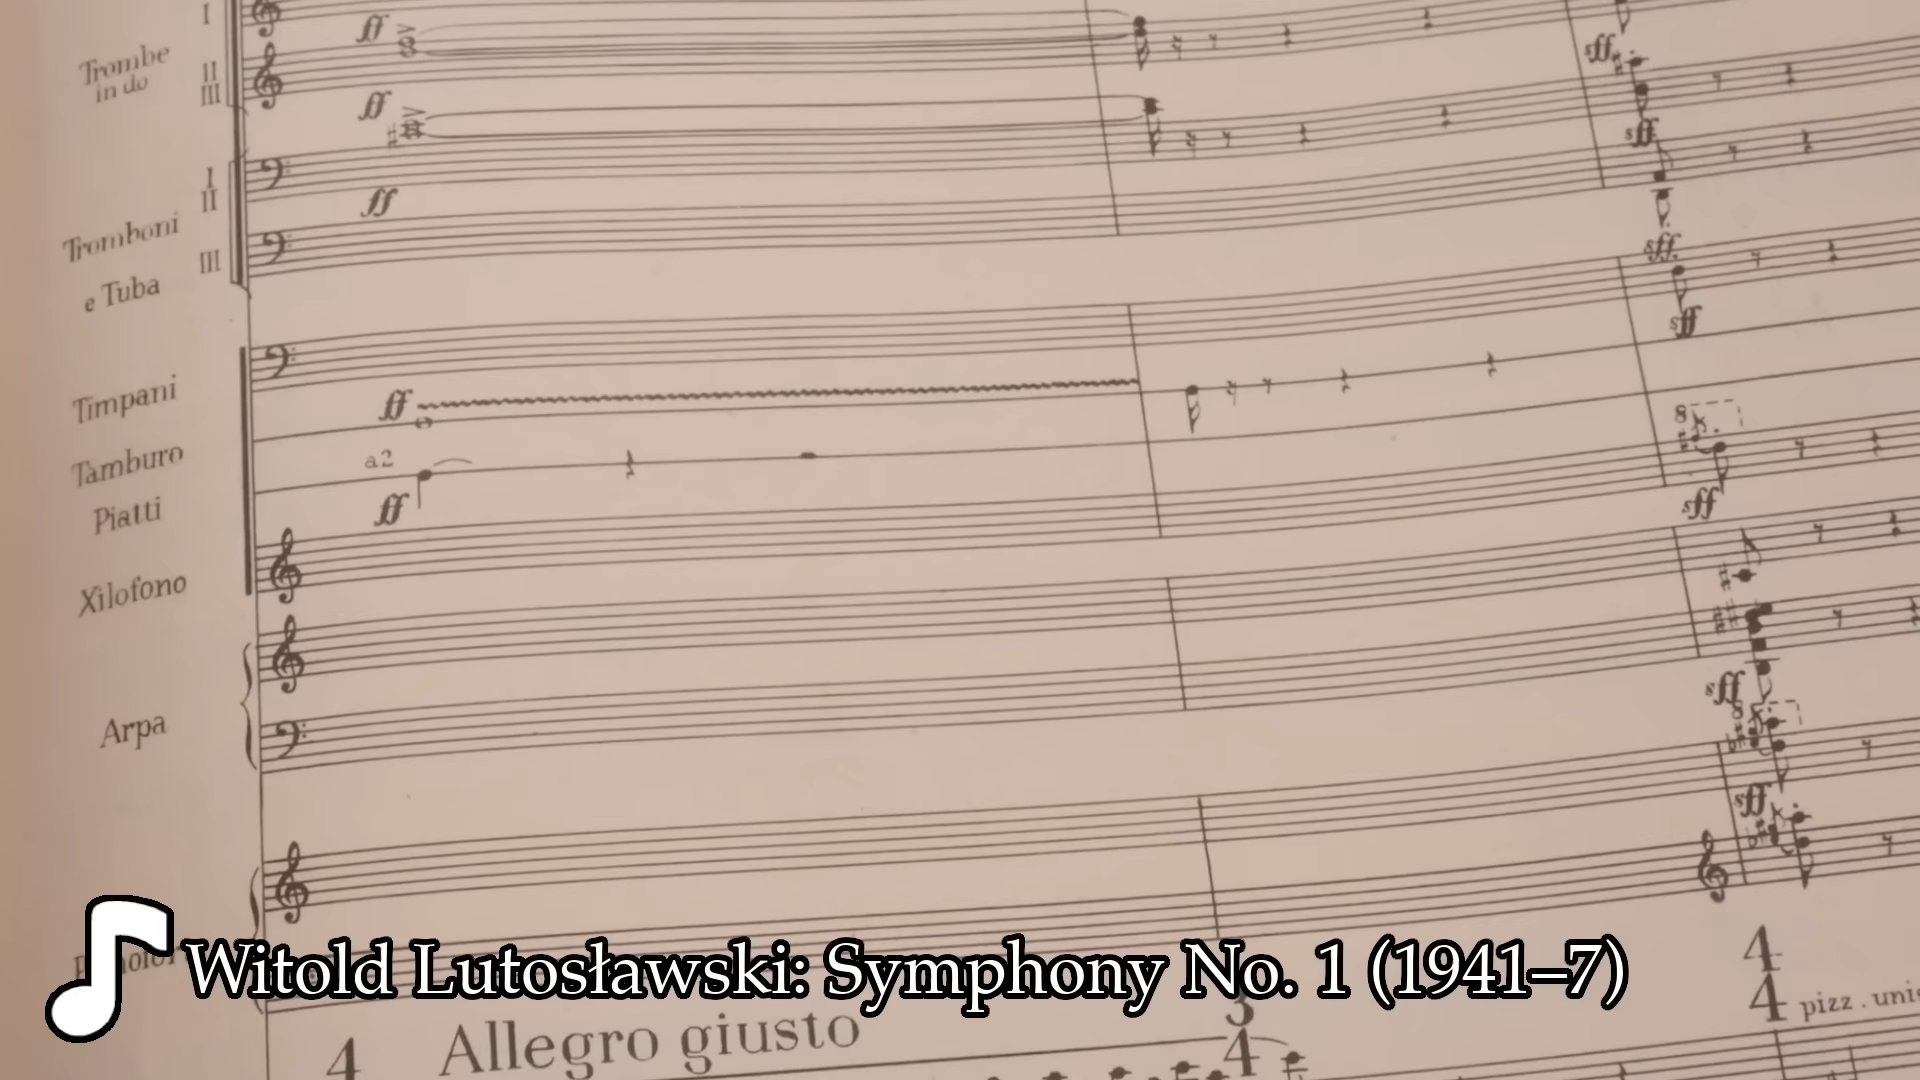 I
ff
Trombe
in do
II
III
ff
sff
sff
I
II
ff
Tromboni
III
e Tuba
sff
sff
Timpani
ff
8
Tamburo
a2
ff
Piatti
sff
Xilofono
sff
8
Arpa
sff
Witold Lutosławski: Symphony No. 1 (1941–7)
4
4
pizz. unis
4
Allegro giusto
3
4